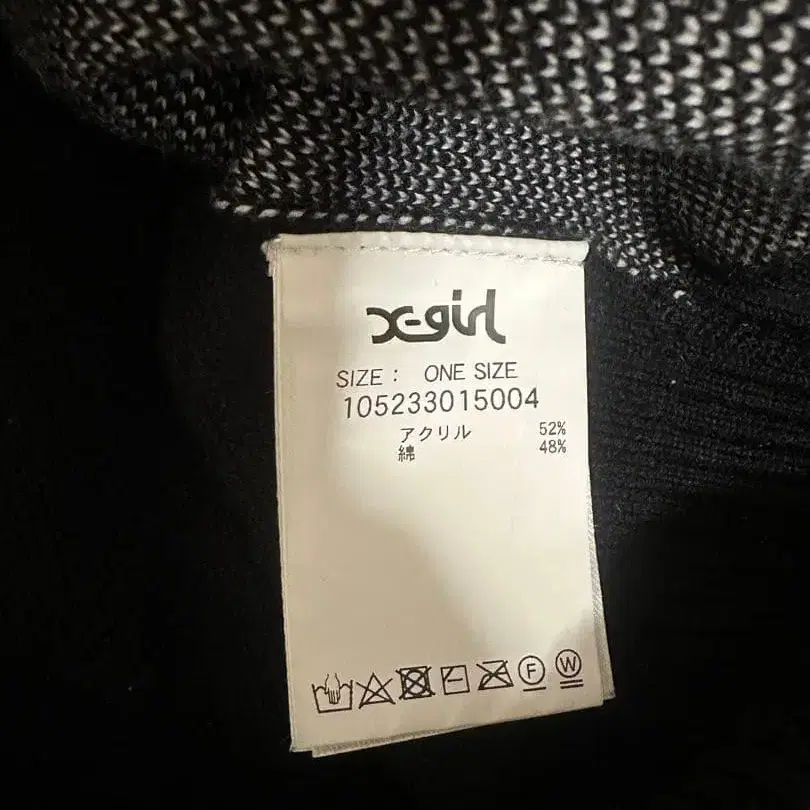 X-girl
SIZE： ONE SIZE
105233015004
アクリル 52%
綿 48%
F W